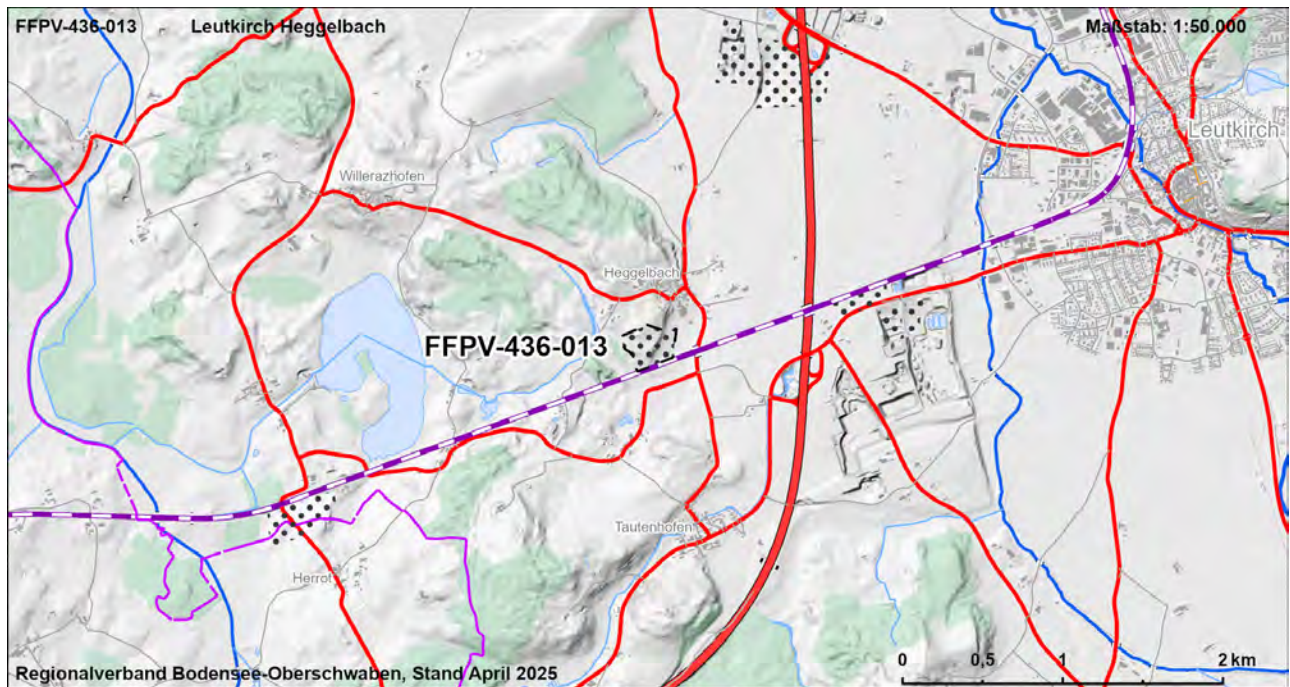 FFPV-436-013 Leutkirch Heggelbach Maßstab: 1:50.000
Leutkirch
Willerazhofen
Heggelbach
FFPV-436-013
Tautenhofen
Herrot
Regionalverband Bodensee-Oberschwaben, Stand April 2025
0 0,5 1 2 km